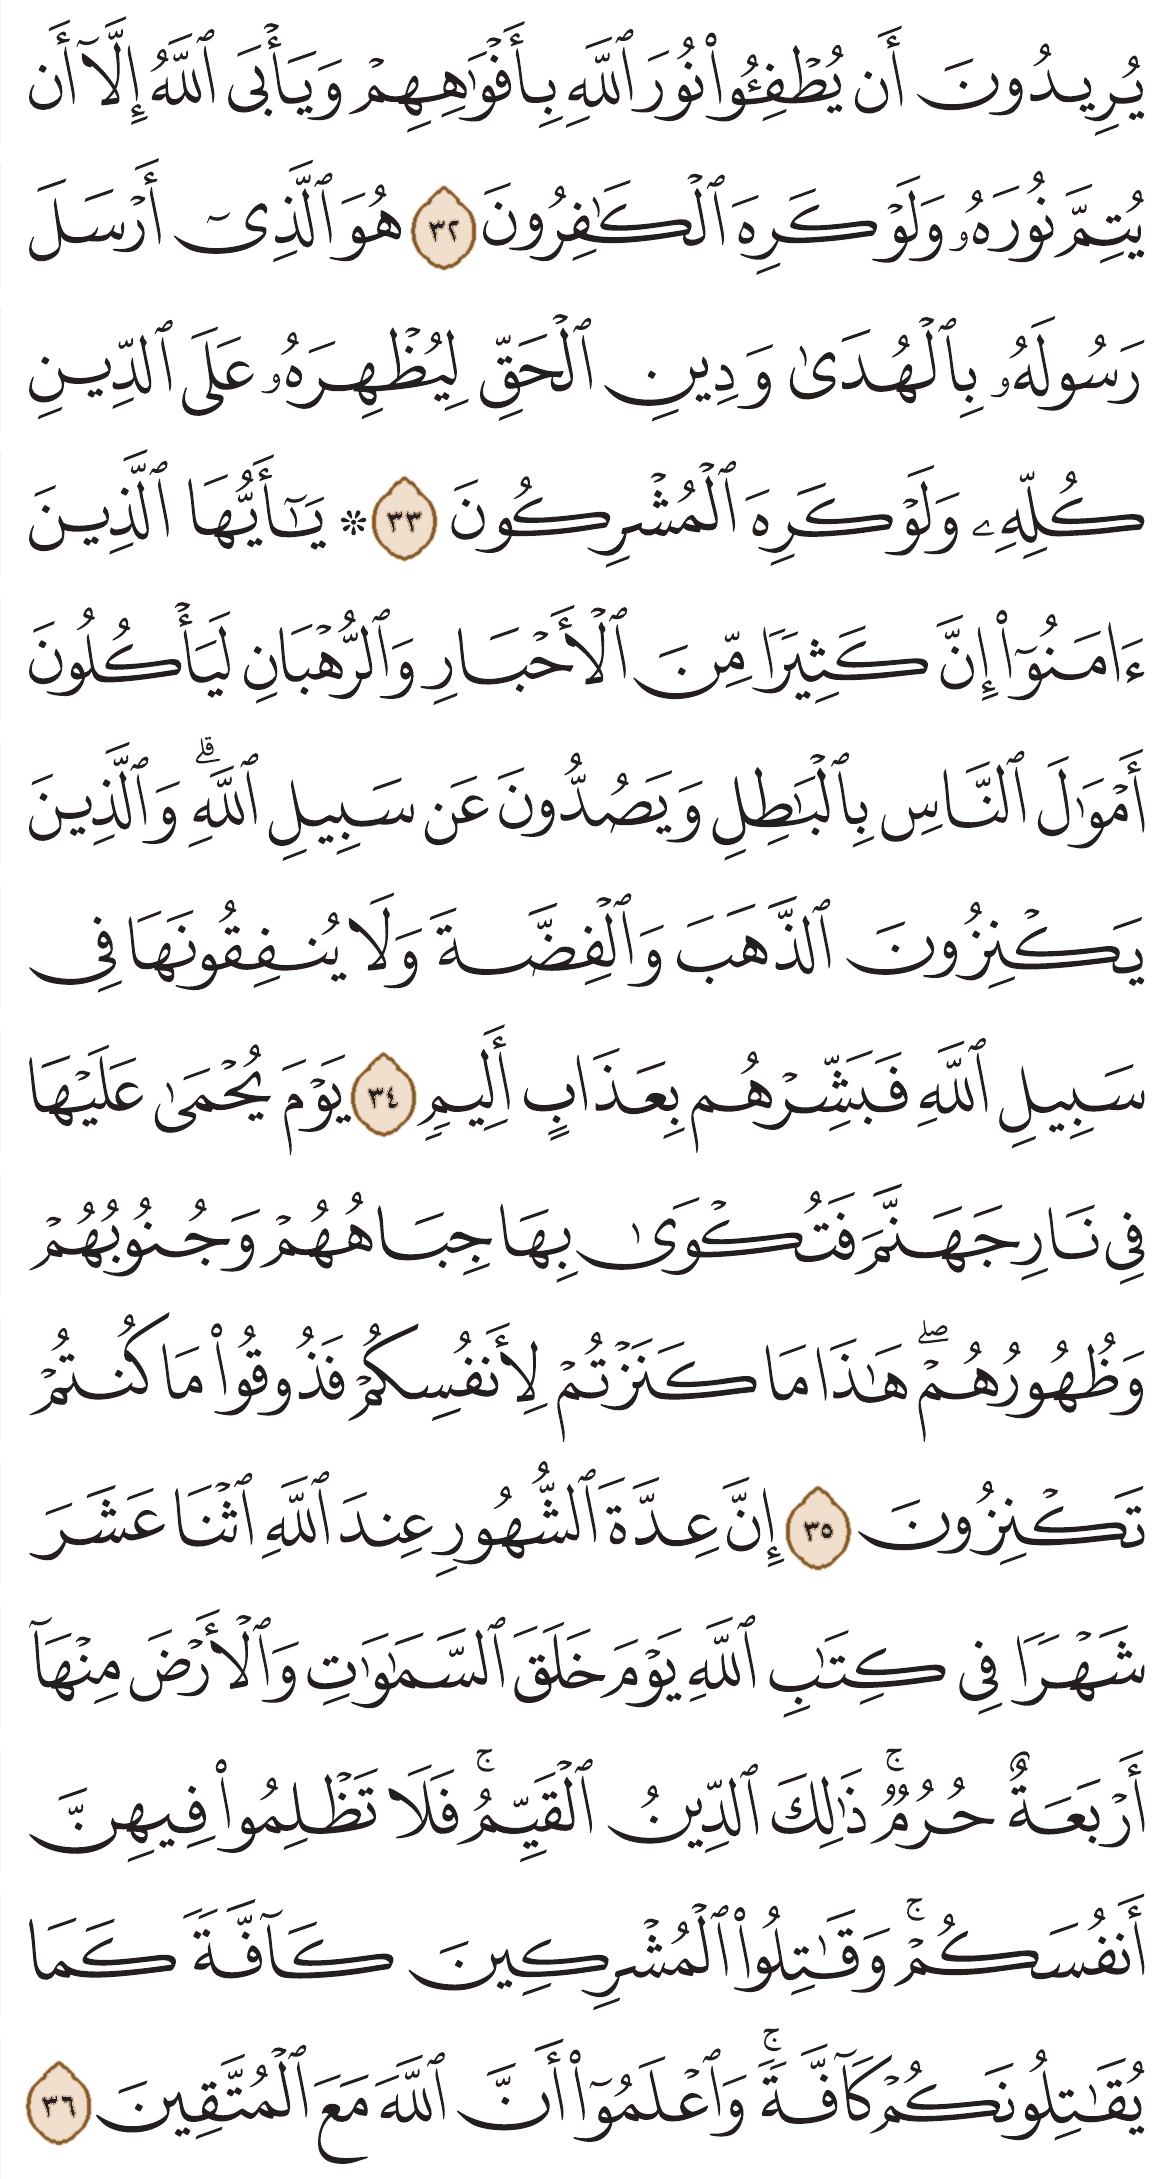 يُرِيدُونَ أَن يُطۡفِـُٔواْ نُورَ ٱللَّهِ بِأَفۡوَٰهِهِمۡ وَيَأۡبَى ٱللَّهُ إِلَّآ أَن
يُتِمَّ نُورَهُۥ وَلَوۡ كَرِهَ ٱلۡكَٰفِرُونَ ٣٢ هُوَ ٱلَّذِيٓ أَرۡسَلَ
رَسُولَهُۥ بِٱلۡهُدَىٰ وَدِينِ ٱلۡحَقِّ لِيُظۡهِرَهُۥ عَلَى ٱلدِّينِ
كُلِّهِۦ وَلَوۡ كَرِهَ ٱلۡمُشۡرِكُونَ ٣٣ ۞ يَٰٓأَيُّهَا ٱلَّذِينَ
ءَامَنُوٓاْ إِنَّ كَثِيرٗا مِّنَ ٱلۡأَحۡبَارِ وَٱلرُّهۡبَانِ لَيَأۡكُلُونَ
أَمۡوَٰلَ ٱلنَّاسِ بِٱلۡبَٰطِلِ وَيَصُدُّونَ عَن سَبِيلِ ٱللَّهِۗ وَٱلَّذِينَ
يَكۡنِزُونَ ٱلذَّهَبَ وَٱلۡفِضَّةَ وَلَا يُنفِقُونَهَا فِي
سَبِيلِ ٱللَّهِ فَبَشِّرۡهُم بِعَذَابٍ أَلِيمٖ ٣٤ يَوۡمَ يُحۡمَىٰ عَلَيۡهَا
فِي نَارِ جَهَنَّمَ فَتُكۡوَىٰ بِهَا جِبَاهُهُمۡ وَجُنُوبُهُمۡ
وَظُهُورُهُمۡۖ هَٰذَا مَا كَنَزۡتُمۡ لِأَنفُسِكُمۡ فَذُوقُواْ مَا كُنتُمۡ
تَكۡنِزُونَ ٣٥ إِنَّ عِدَّةَ ٱلشُّهُورِ عِندَ ٱللَّهِ ٱثۡنَا عَشَرَ
شَهۡرٗا فِي كِتَٰبِ ٱللَّهِ يَوۡمَ خَلَقَ ٱلسَّمَٰوَٰتِ وَٱلۡأَرۡضَ مِنۡهَآ
أَرۡبَعَةٌ حُرُمٞۚ ذَٰلِكَ ٱلدِّينُ ٱلۡقَيِّمُۚ فَلَا تَظۡلِمُواْ فِيهِنَّ
أَنفُسَكُمۡۚ وَقَٰتِلُواْ ٱلۡمُشۡرِكِينَ كَآفَّةٗ كَمَا
يُقَٰتِلُونَكُمۡ كَآفَّةٗۚ وَٱعۡلَمُوٓاْ أَنَّ ٱللَّهَ مَعَ ٱلۡمُتَّقِينَ ٣٦